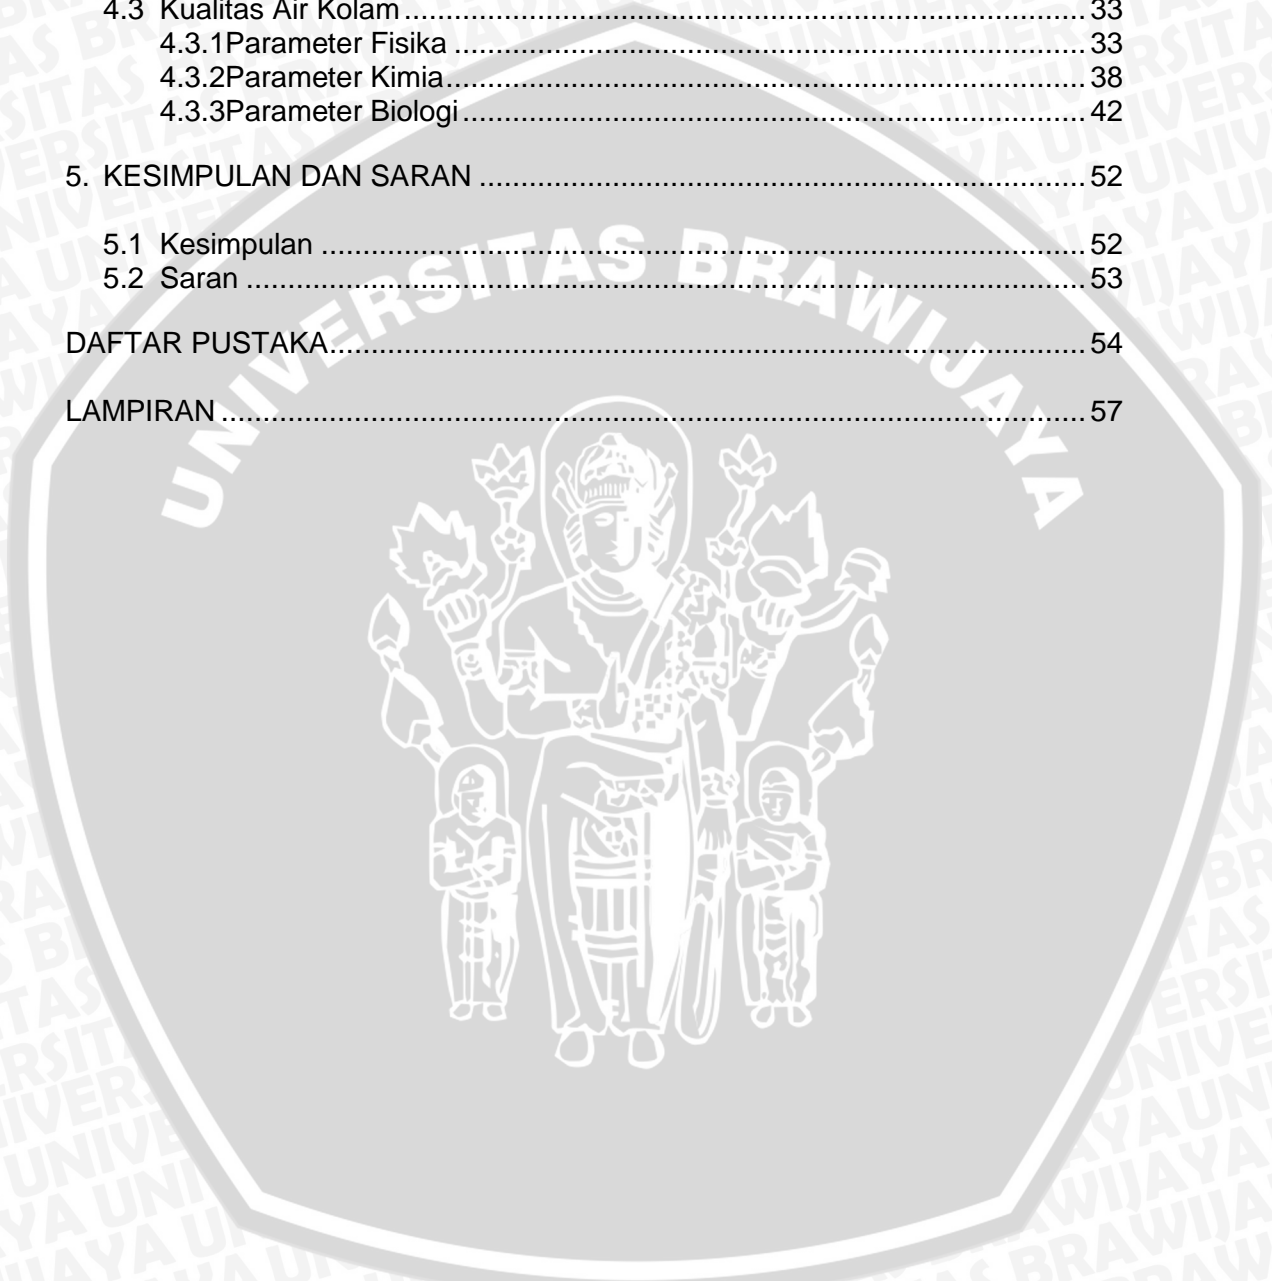 4.3 Kualitas Air Kolam ........ 33
4.3.1Parameter Fisika ........ 33
4.3.2Parameter Kimia ........ 38
4.3.3Parameter Biologi ........ 42
5. KESIMPULAN DAN SARAN ........ 52
5.1 Kesimpulan ........ 52
5.2 Saran ........ 53
DAFTAR PUSTAKA ........ 54
LAMPIRAN ........ 57
UNIVERSITAS BRAWIJAYA